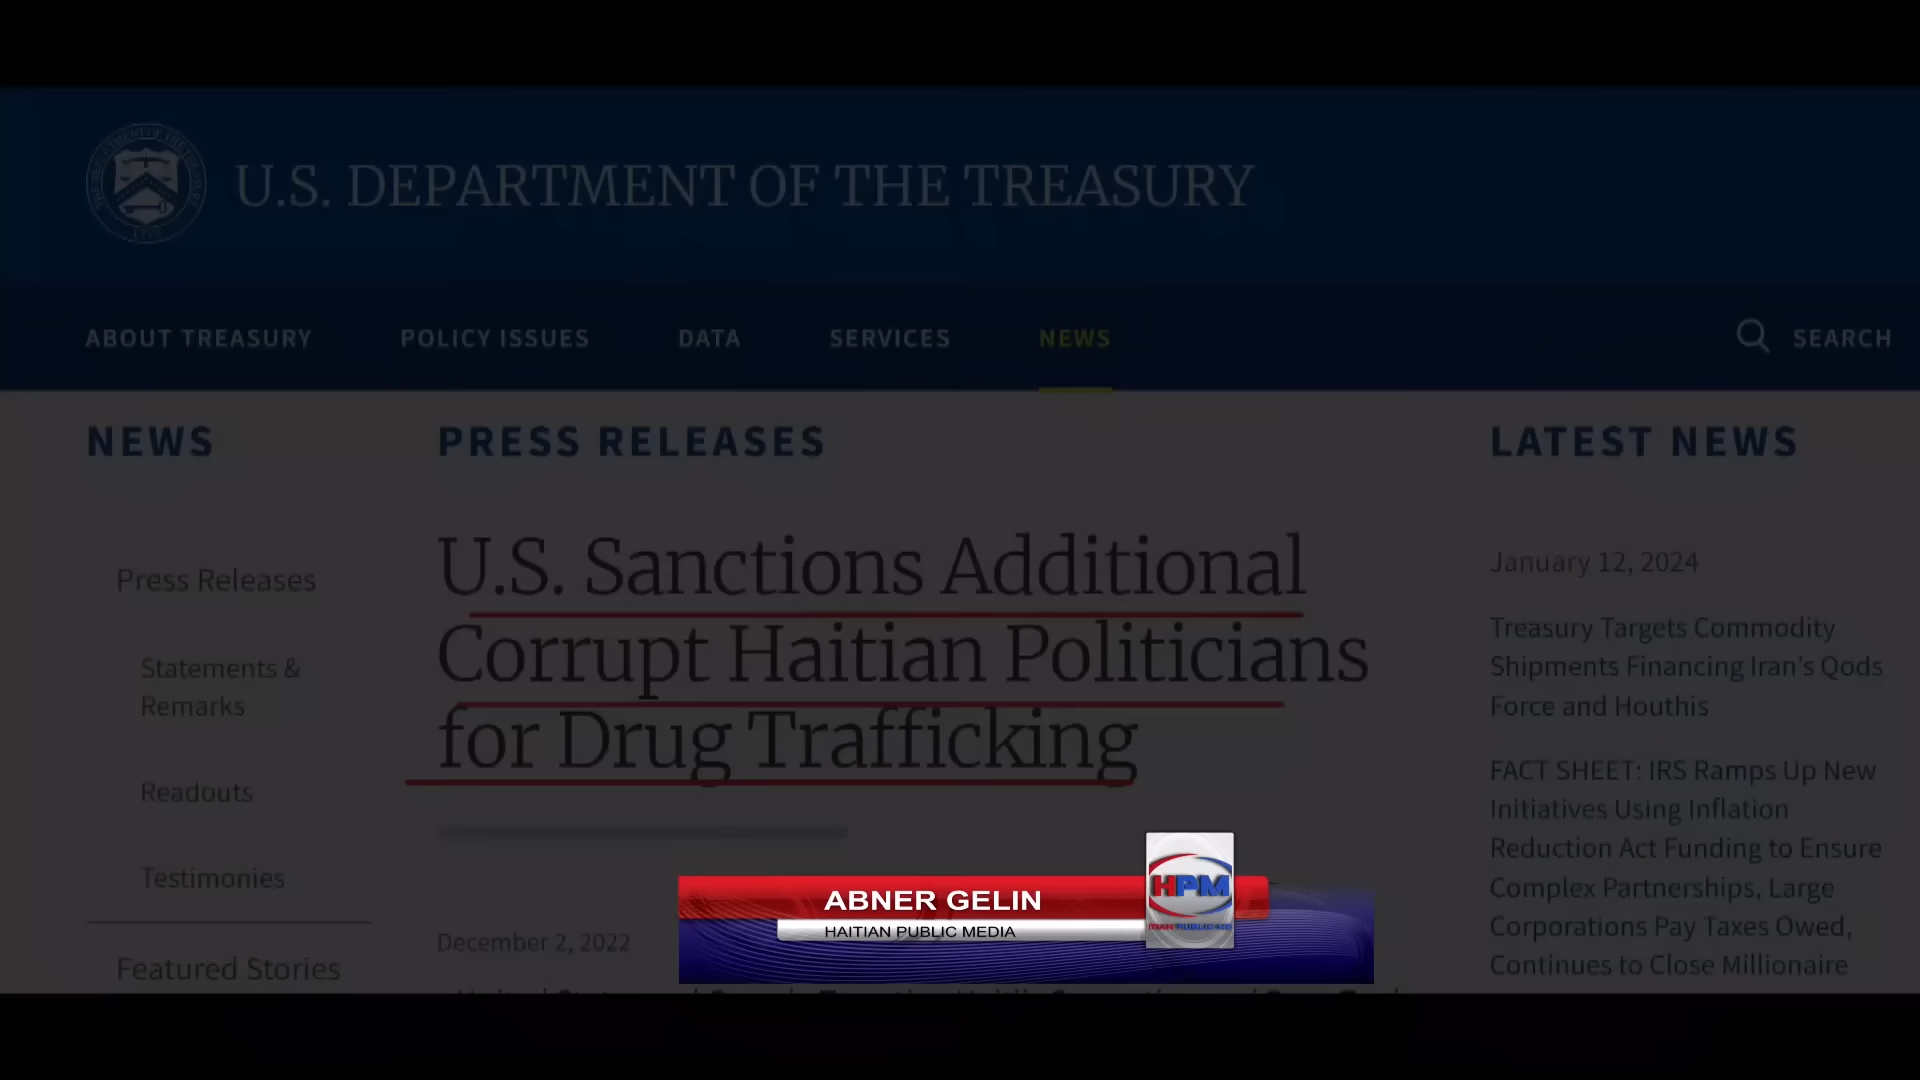 U.S. DEPARTMENT OF THE TREASURY
ABOUT TREASURY
POLICY ISSUES
DATA
SERVICES
NEWS
SEARCH
NEWS
Press Releases
Statements &
Remarks
Readouts
Testimonies
Featured Stories
PRESS RELEASES
U.S. Sanctions Additional
Corrupt Haitian Politicians
for Drug Trafficking
December 2, 2022
LATEST NEWS
January 12, 2024
Treasury Targets Commodity
Shipments Financing Iran's Qods
Force and Houthis
FACT SHEET: IRS Ramps Up New
Initiatives Using Inflation
Reduction Act Funding to Ensure
Complex Partnerships, Large
Corporations Pay Taxes Owed,
Continues to Close Millionaire
ABNER GELIN
HAITIAN PUBLIC MEDIA
HPM